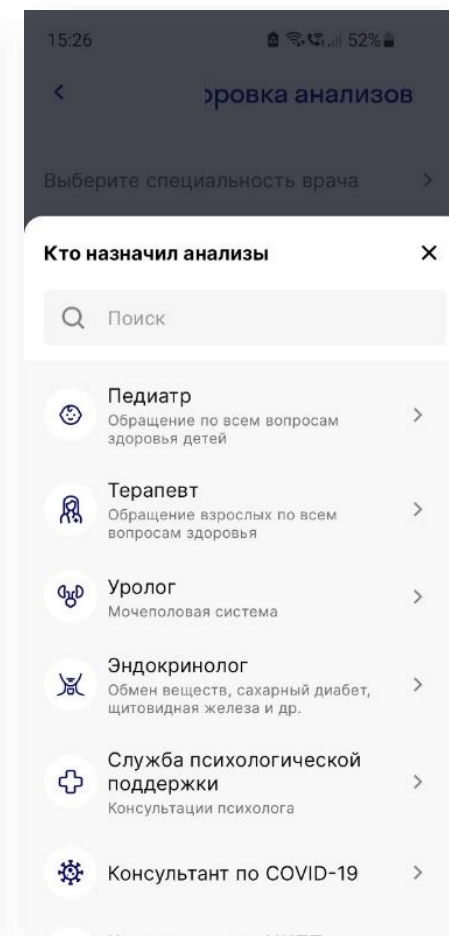 15:26
52%
ровка анализов
Выберите специальность врача
Кто назначил анализы
Поиск
Педиатр
Обращение по всем вопросам
здоровья детей
Терапевт
Обращение взрослых по всем
вопросам здоровья
Уролог
Мочеполовая система
Эндокринолог
Обмен веществ, сахарный диабет,
щитовидная железа и др.
Служба психологической
поддержки
Консультации психолога
Консультант по COVID-19